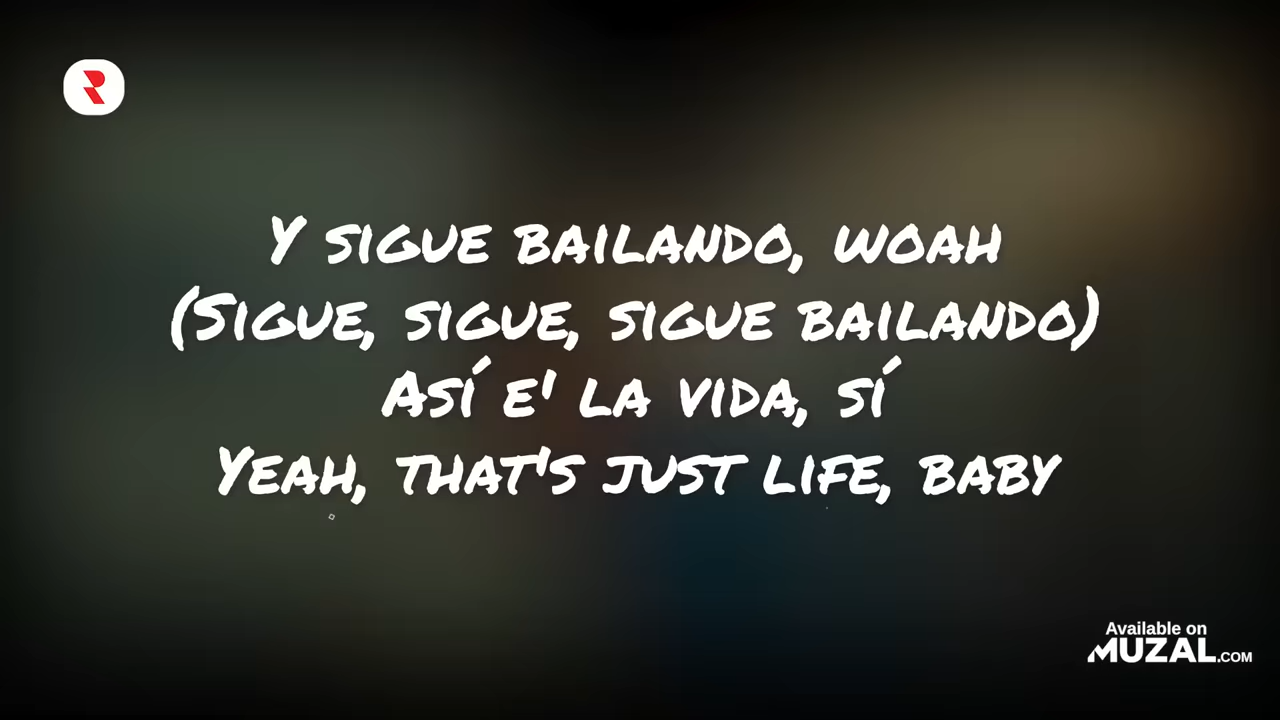 Y sigue bailando, woah
(Sigue, sigue, sigue bailando)
Así e' la vida, sí
Yeah, that's just life, baby
Available on
MUZAL.COM